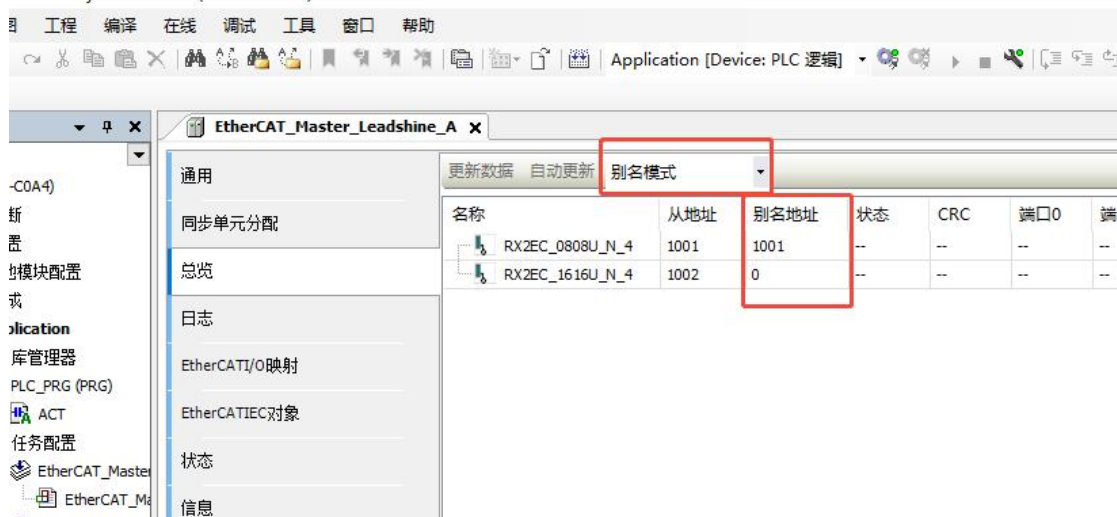 工程 编译 在线 调试 工具 窗口 帮助
Application [Device: PLC 逻辑]
EtherCAT_Master_Leadshine_A
-C0A4)
置
模块配置
plication
库管理器
PLC_PRG (PRG)
ACT
任务配置
EtherCAT_Master
EtherCAT_Ma
通用
同步单元分配
总览
日志
EtherCATI/O映射
EtherCATIEC对象
状态
信息
更新数据 自动更新 别名模式
名称 从地址 别名地址 状态 CRC 端口0 端
RX2EC_0808U_N_4 1001 1001 -- -- -- --
RX2EC_1616U_N_4 1002 0 -- -- -- --